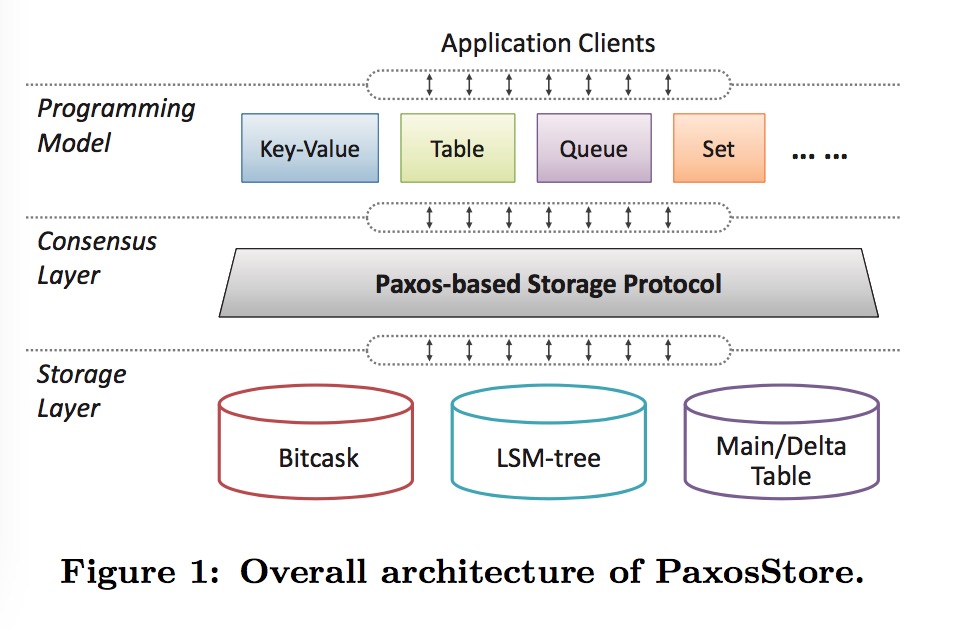 Application Clients
Programming
Model
Key-Value
Table
Queue
Set
... ...
Consensus
Layer
Paxos-based Storage Protocol
Storage
Layer
Bitcask
LSM-tree
Main/Delta
Table
Figure 1: Overall architecture of PaxosStore.